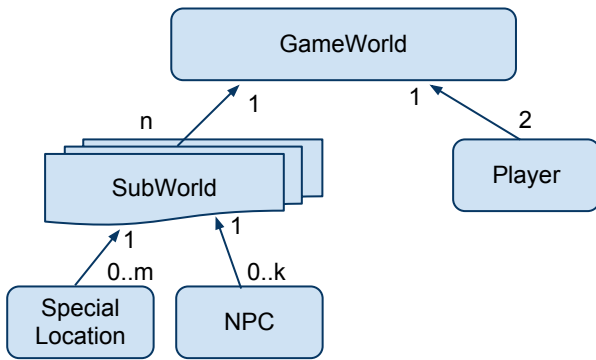 GameWorld
1
1
n
2
SubWorld
Player
1
1
0..m
0..k
Special
Location
NPC